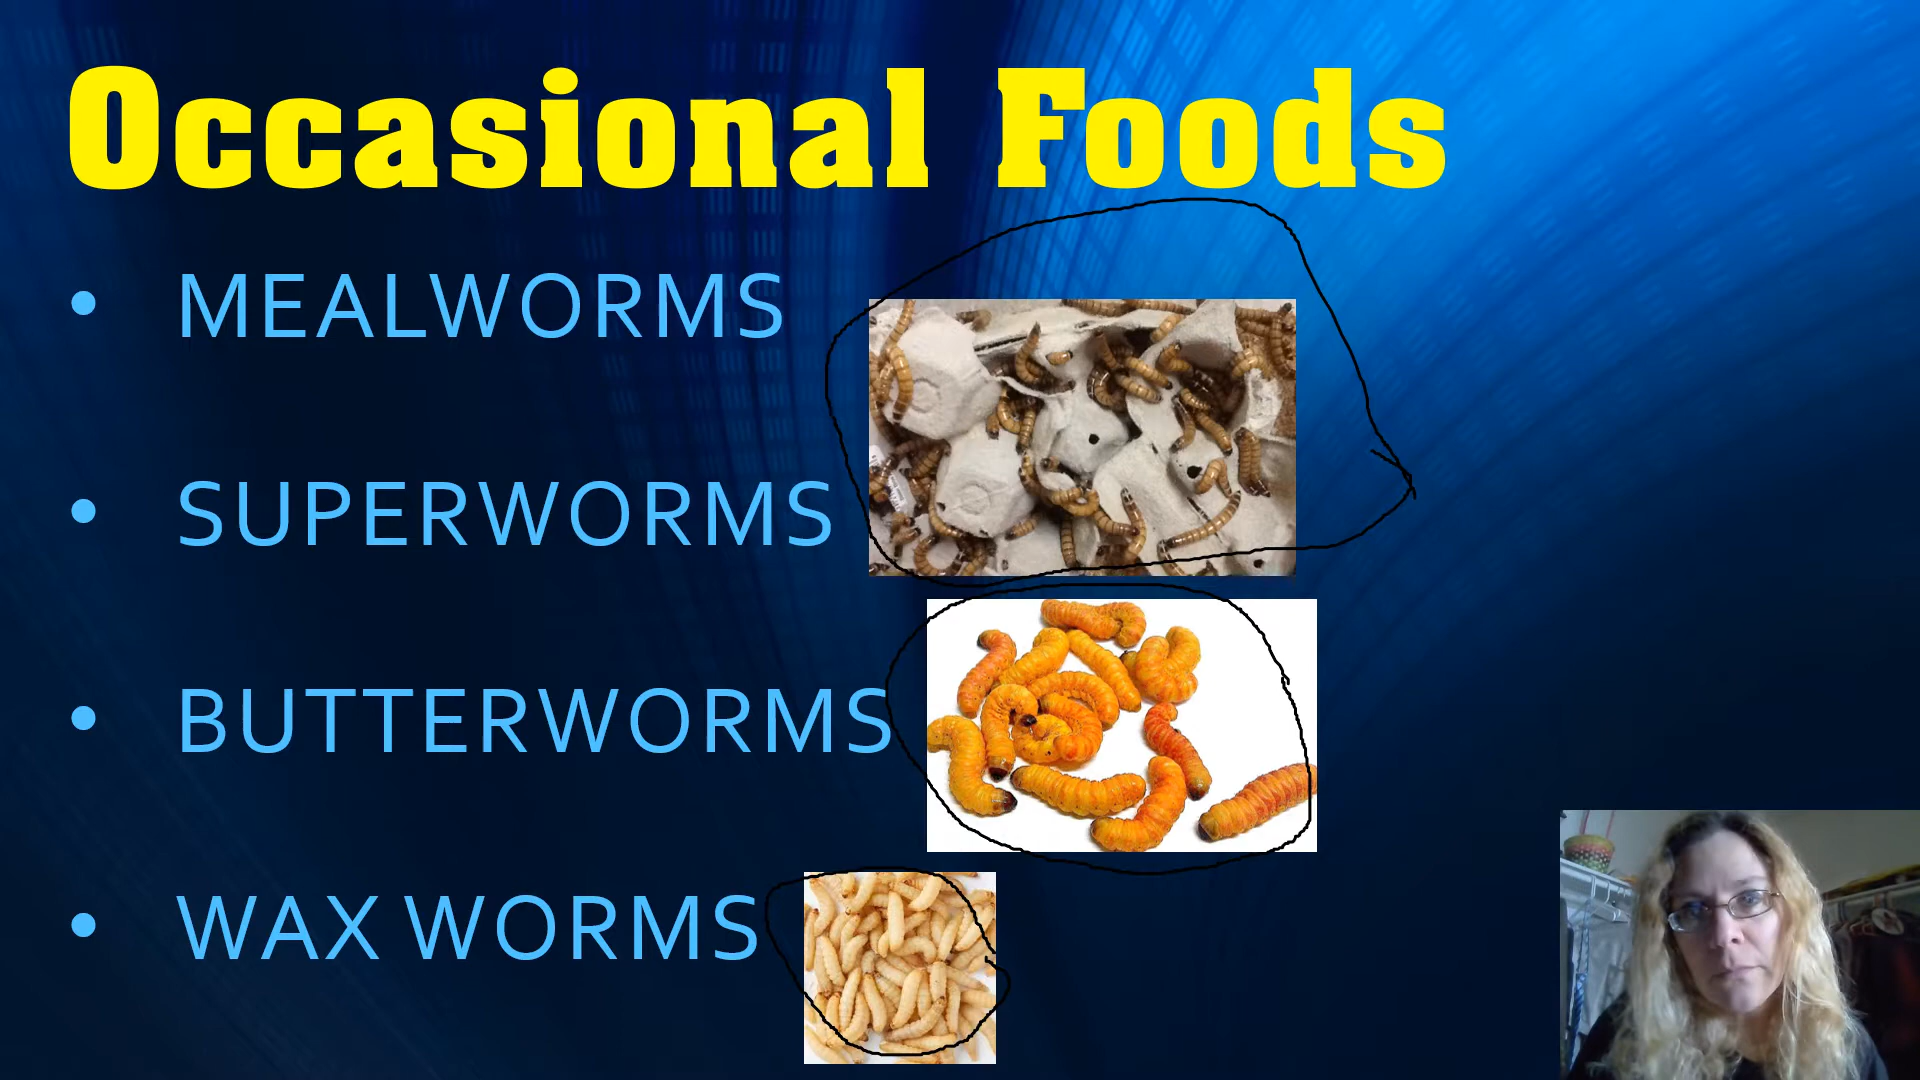 Occasional Foods
• MEALWORMS
• SUPERWORMS
• BUTTERWORMS
• WAX WORMS